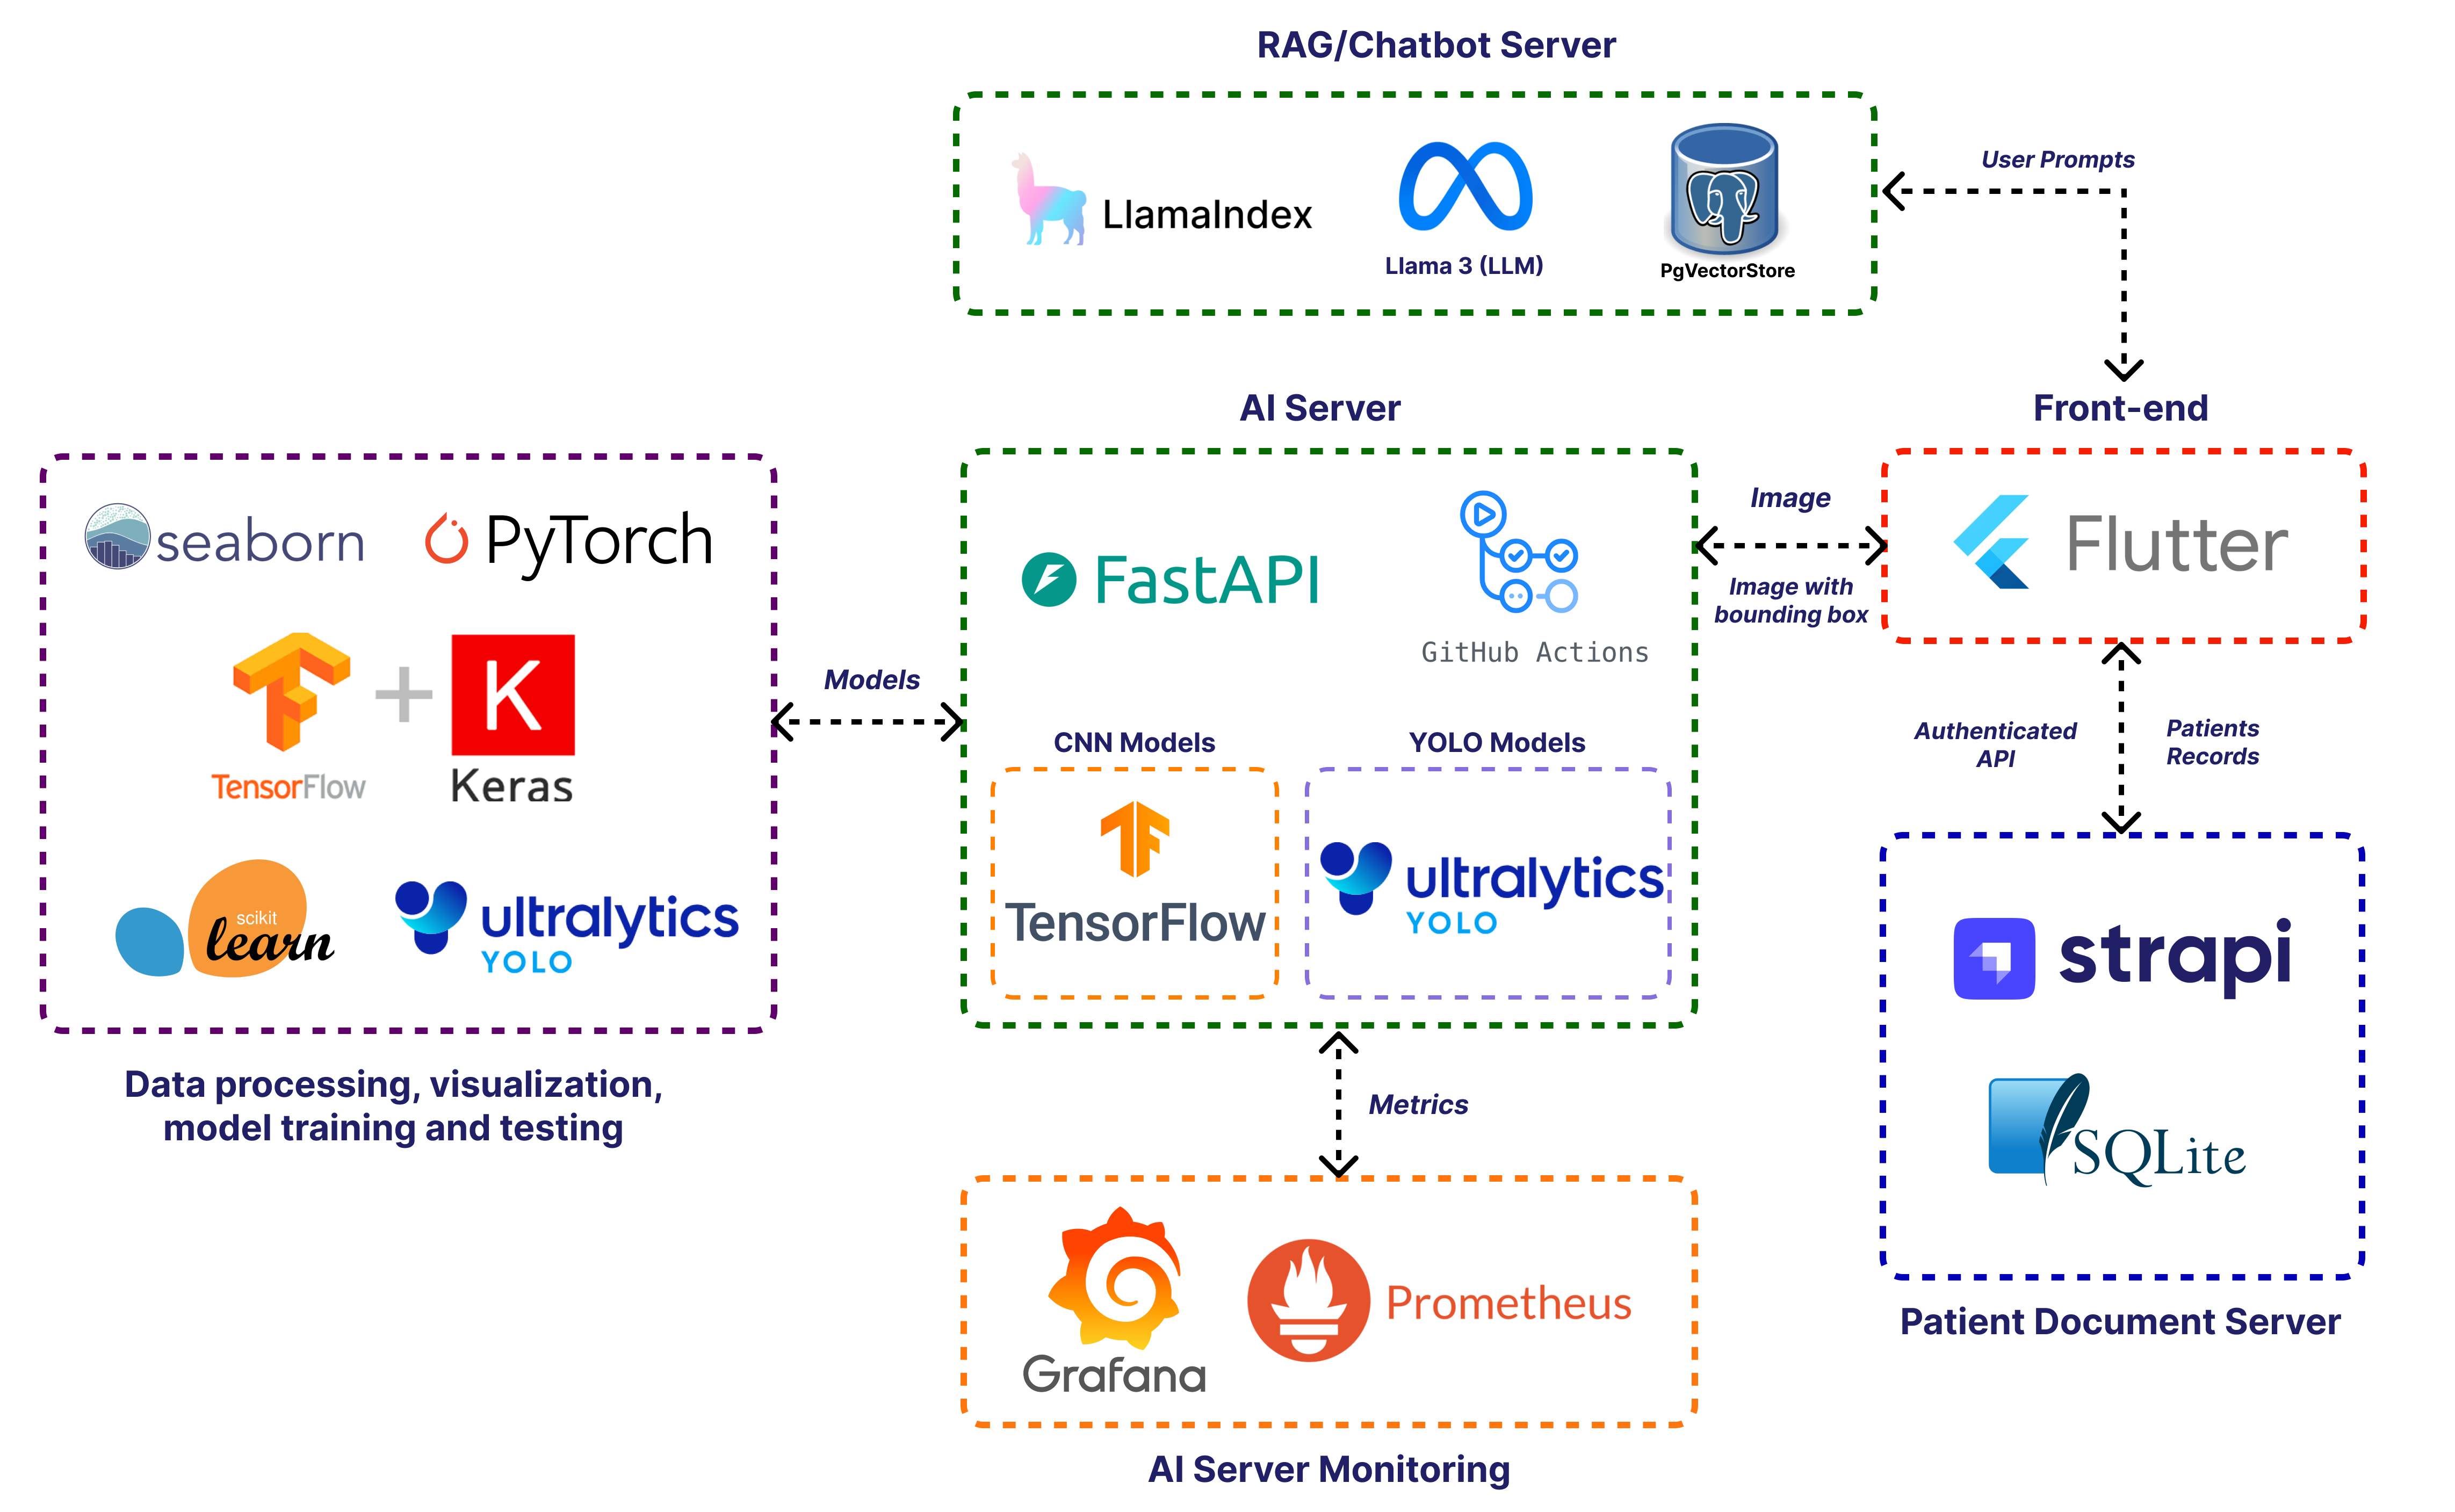 RAG/Chatbot Server
LlamaIndex
Llama 3 (LLM)
PgVectorStore
User Prompts
AI Server
Front-end
seaborn
PyTorch
TensorFlow
Keras
scikit
learn
ultralytics
YOLO
Data processing, visualization,
model training and testing
Models
FastAPI
GitHub Actions
CNN Models
TensorFlow
YOLO Models
ultralytics
YOLO
Image
Image with
bounding box
Flutter
Authenticated
API
Patients
Records
strapi
SQLite
Patient Document Server
Metrics
Grafana
Prometheus
AI Server Monitoring